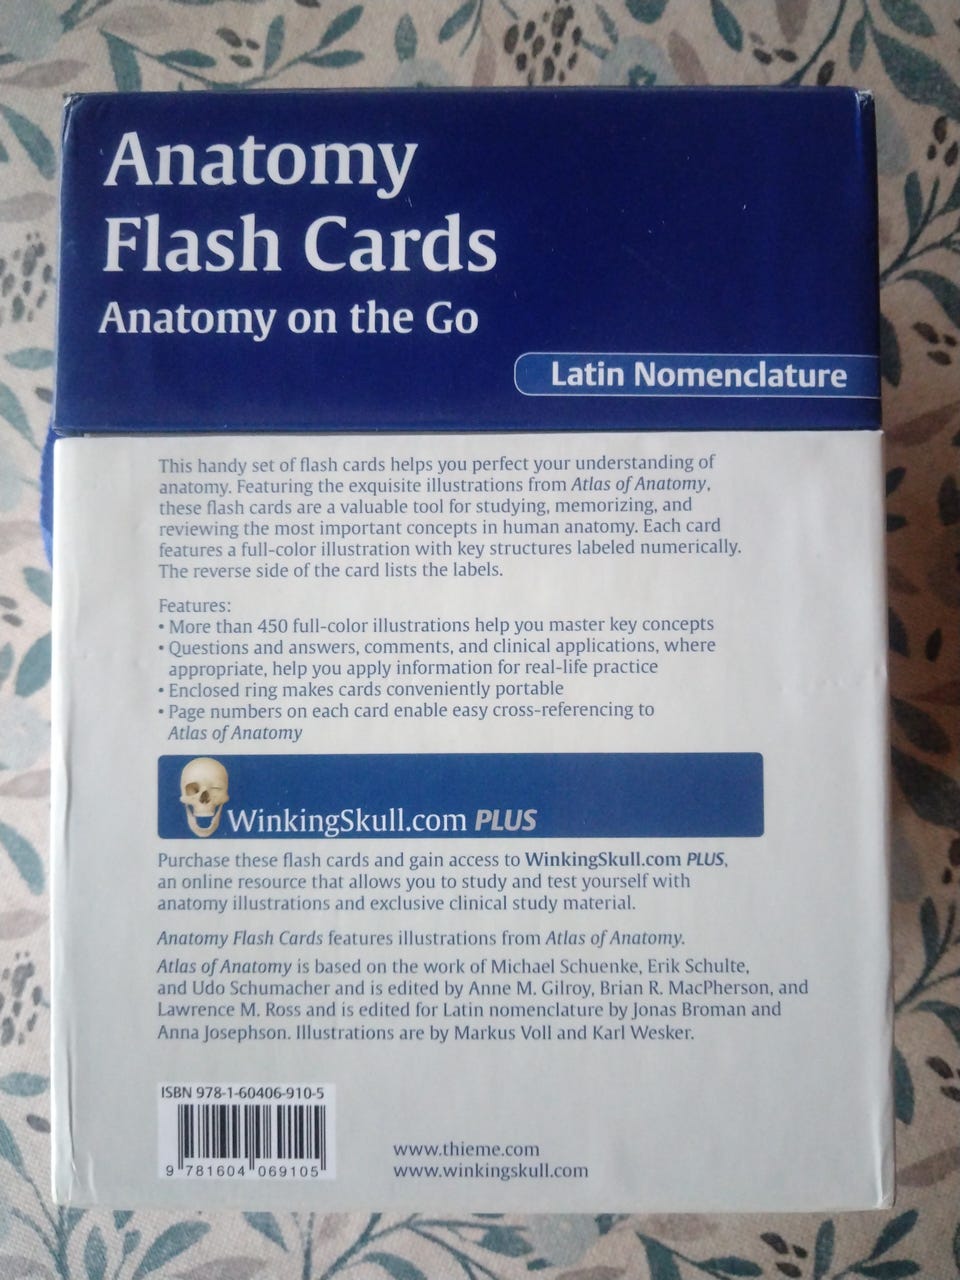 Anatomy
Flash Cards
Anatomy on the Go
Latin Nomenclature
This handy set of flash cards helps you perfect your understanding of
anatomy. Featuring the exquisite illustrations from Atlas of Anatomy,
these flash cards are a valuable tool for studying, memorizing, and
reviewing the most important concepts in human anatomy. Each card
features a full-color illustration with key structures labeled numerically.
The reverse side of the card lists the labels.
Features:
• More than 450 full-color illustrations help you master key concepts
• Questions and answers, comments, and clinical applications, where
appropriate, help you apply information for real-life practice
• Enclosed ring makes cards conveniently portable
• Page numbers on each card enable easy cross-referencing to
Atlas of Anatomy
WinkingSkull.com PLUS
Purchase these flash cards and gain access to WinkingSkull.com PLUS,
an online resource that allows you to study and test yourself with
anatomy illustrations and exclusive clinical study material.
Anatomy Flash Cards features illustrations from Atlas of Anatomy.
Atlas of Anatomy is based on the work of Michael Schuenke, Erik Schulte,
and Udo Schumacher and is edited by Anne M. Gilroy, Brian R. MacPherson, and
Lawrence M. Ross and is edited for Latin nomenclature by Jonas Broman and
Anna Josephson. Illustrations are by Markus Voll and Karl Wesker.
ISBN 978-1-60406-910-5
9 781604 069105
www.thieme.com
www.winkingskull.com